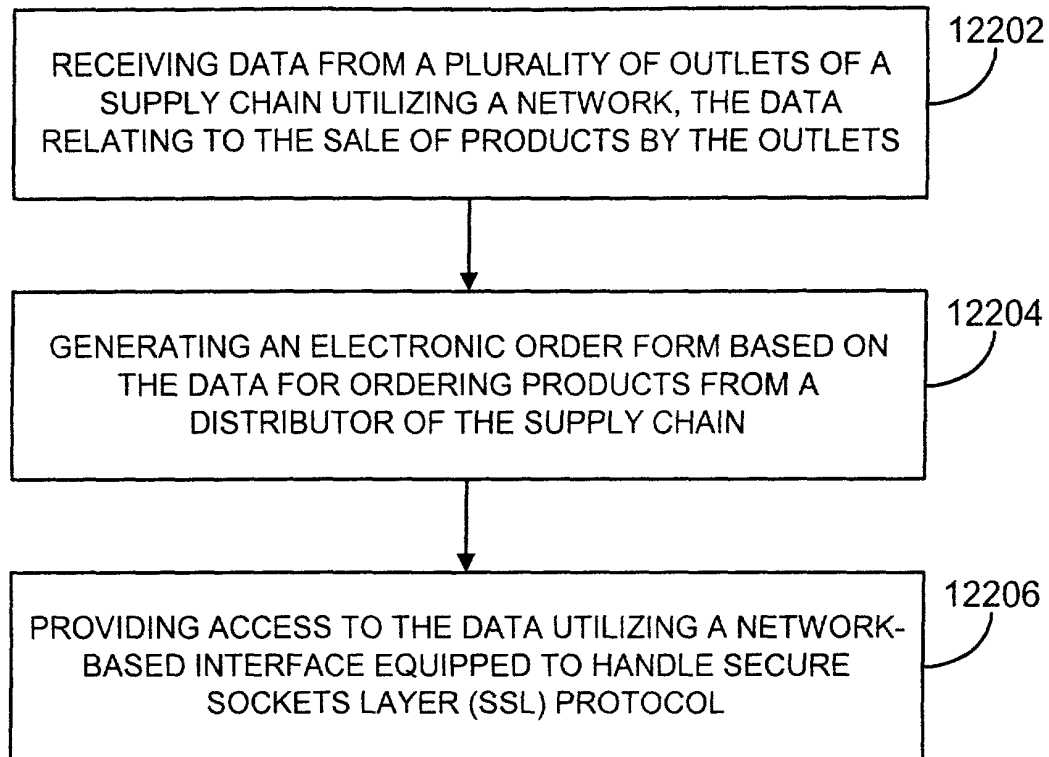 12202
RECEIVING DATA FROM A PLURALITY OF OUTLETS OF A
SUPPLY CHAIN UTILIZING A NETWORK, THE DATA
RELATING TO THE SALE OF PRODUCTS BY THE OUTLETS
12204
GENERATING AN ELECTRONIC ORDER FORM BASED ON
THE DATA FOR ORDERING PRODUCTS FROM A
DISTRIBUTOR OF THE SUPPLY CHAIN
12206
PROVIDING ACCESS TO THE DATA UTILIZING A NETWORK-
BASED INTERFACE EQUIPPED TO HANDLE SECURE
SOCKETS LAYER (SSL) PROTOCOL